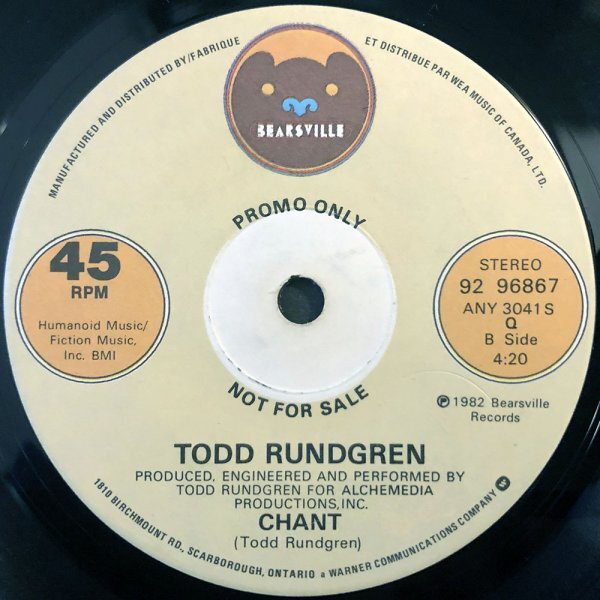 MANUFACTURED AND DISTRIBUTED BY/FABRIQUE ET DISTRIBUE PAR WEA MUSIC OF CANADA, LTD.
BEARSVILLE
PROMO ONLY
45
RPM
Humanoid Music/
Fiction Music,
Inc. BMI
STEREO
92 96867
ANY 3041 S
Q
B Side
4:20
NOT FOR SALE
℗ 1982 Bearsville
Records
TODD RUNDGREN
PRODUCED, ENGINEERED AND PERFORMED BY
TODD RUNDGREN FOR ALCHEMEDIA
PRODUCTIONS,INC.
CHANT
(Todd Rundgren)
1810 BIRCHMOUNT RD., SCARBOROUGH, ONTARIO a WARNER COMMUNICATIONS COMPANY